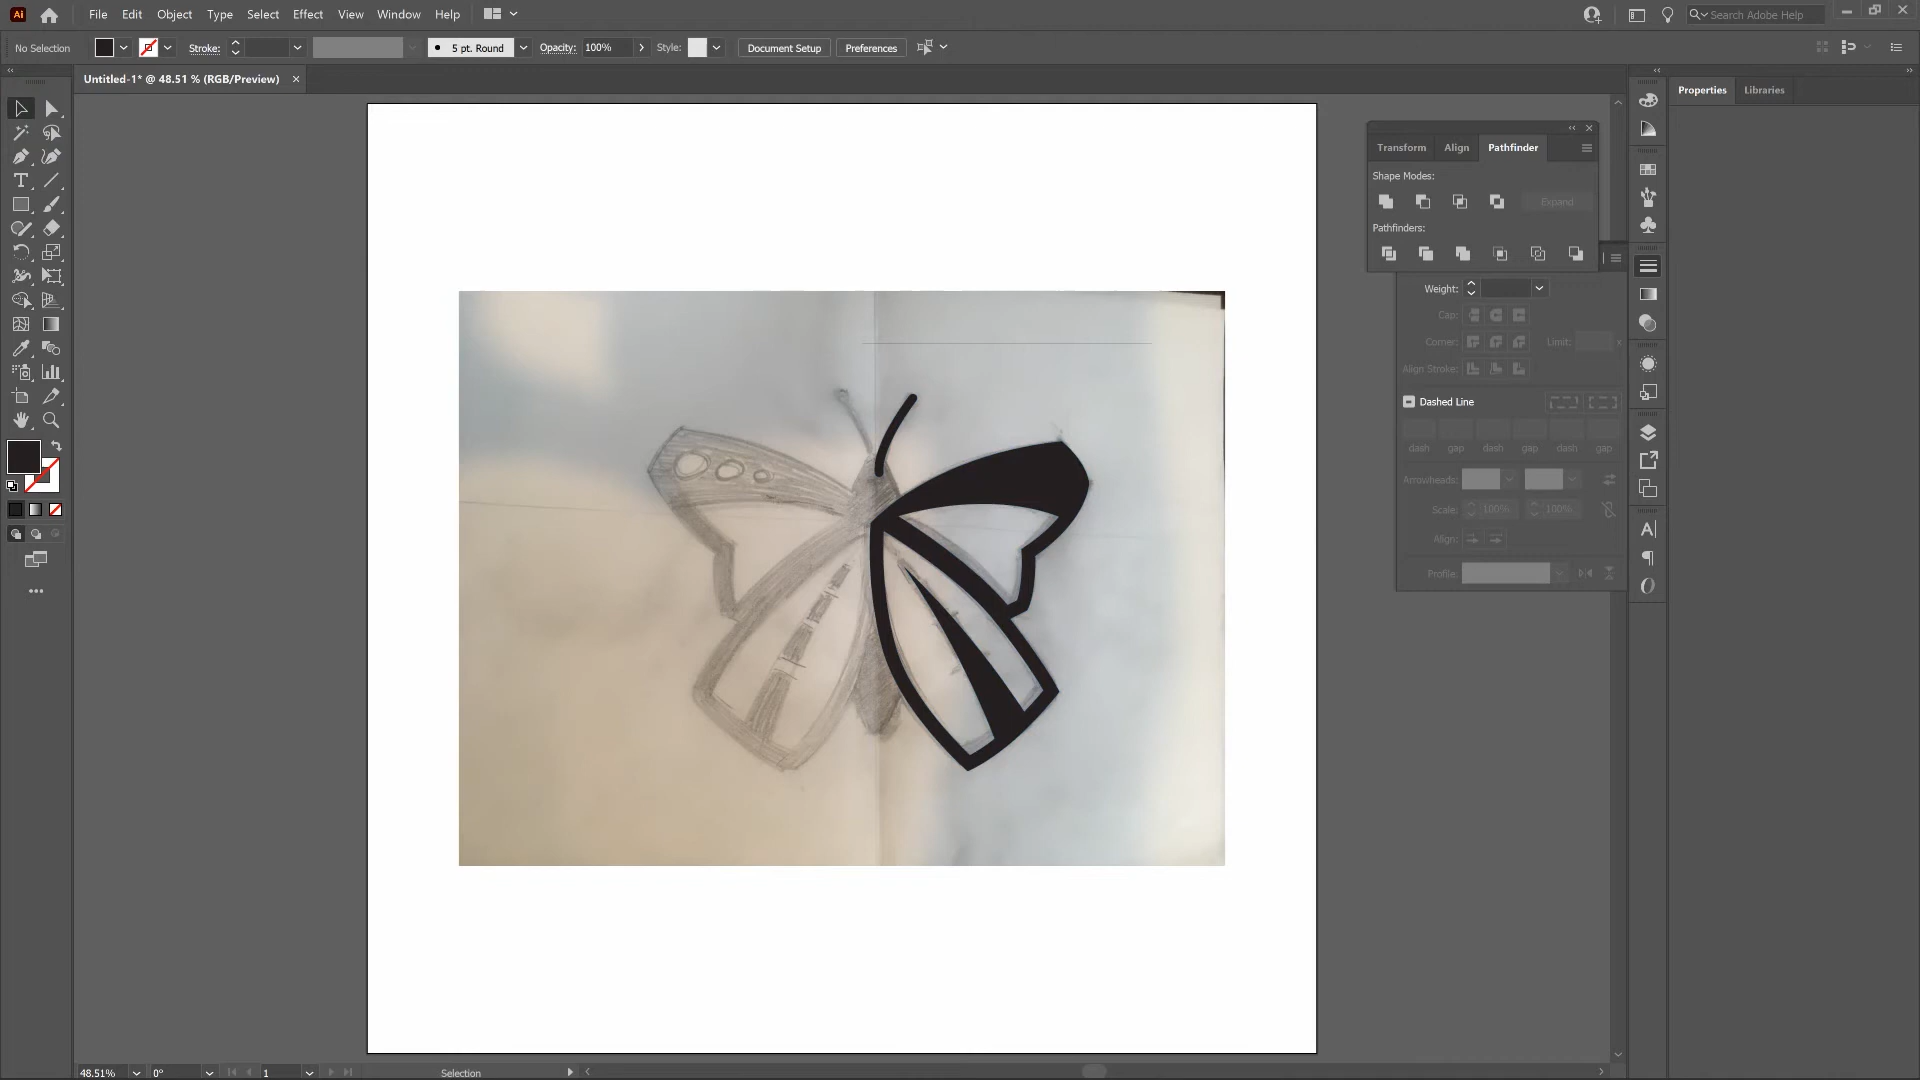 Ai File Edit Object Type Select Effect View Window Help Search Adobe Help
No Selection Stroke: 5 pt. Round Opacity: 100% Style: Document Setup Preferences
Untitled-1* @ 48.51 % (RGB/Preview)
Properties Libraries
Transform Align Pathfinder
Shape Modes:
Expand
Pathfinders:
Weight:
Cap:
Corner: Limit: x
Align Stroke:
Dashed Line
dash gap dash gap dash gap
Arrowheads:
Scale: 100% 100%
Align:
Profile:
48.51% 0° 1 Selection